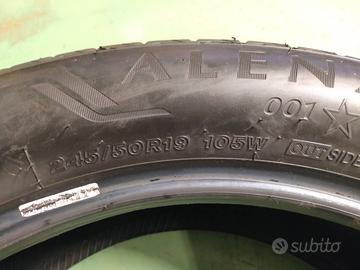 ALEN
001
245/50R19 105W OUTSIDE
subito